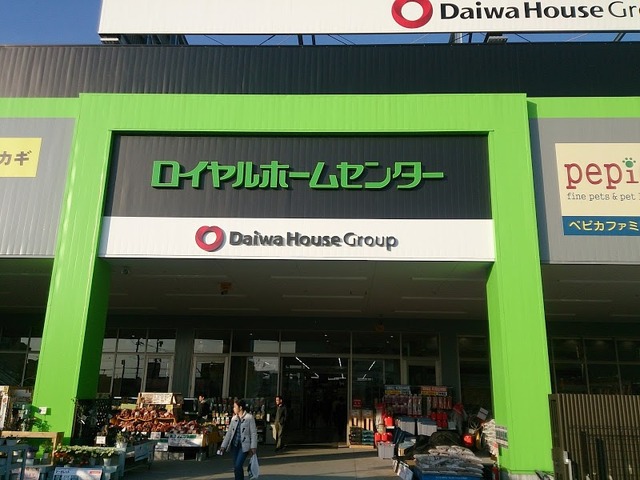 Daiwa House Gr
カギ
ロイヤルホームセンター
Daiwa House Group
pepi
fine pets & pet
ペピカファミ